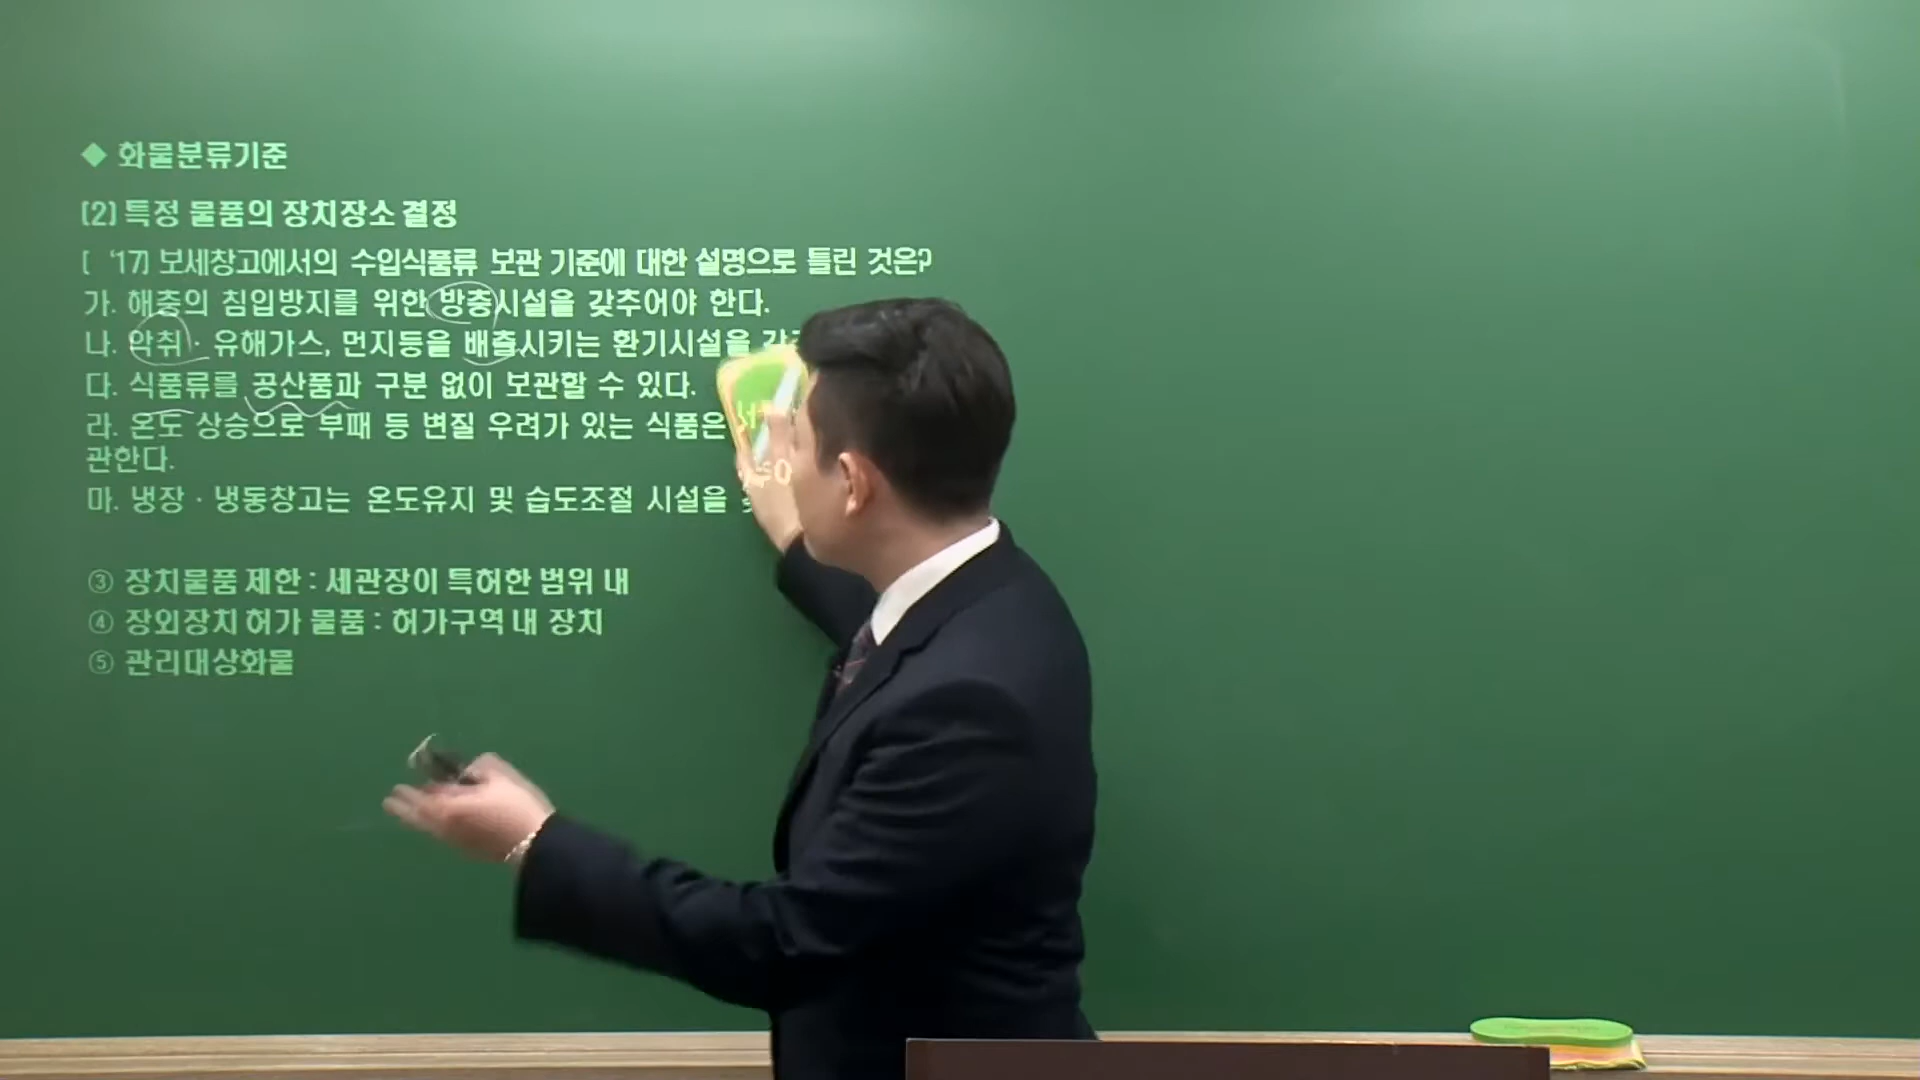 ◆ 화물분류기준
(2) 특정 물품의 장치장소 결정
[ '17] 보세창고에서의 수입식품류 보관 기준에 대한 설명으로 틀린 것은?
가. 해충의 침입방지를 위한 방충시설을 갖추어야 한다.
나. 악취 · 유해가스, 먼지등을 배출시키는 환기시설을
다. 식품류를 공산품과 구분 없이 보관할 수 있다.
라. 온도 상승으로 부패 등 변질 우려가 있는 식품은
관한다.
마. 냉장 · 냉동창고는 온도유지 및 습도조절 시설을
③ 장치물품 제한 : 세관장이 특허한 범위 내
④ 장외장치 허가 물품 : 허가구역 내 장치
⑤ 관리대상화물